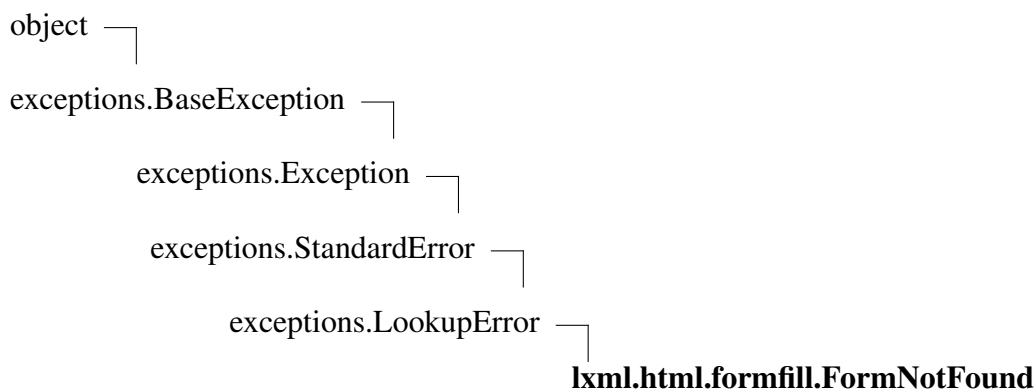 object
exceptions.BaseException
exceptions.Exception
exceptions.StandardError
exceptions.LookupError
lxml.html.formfill.FormNotFound